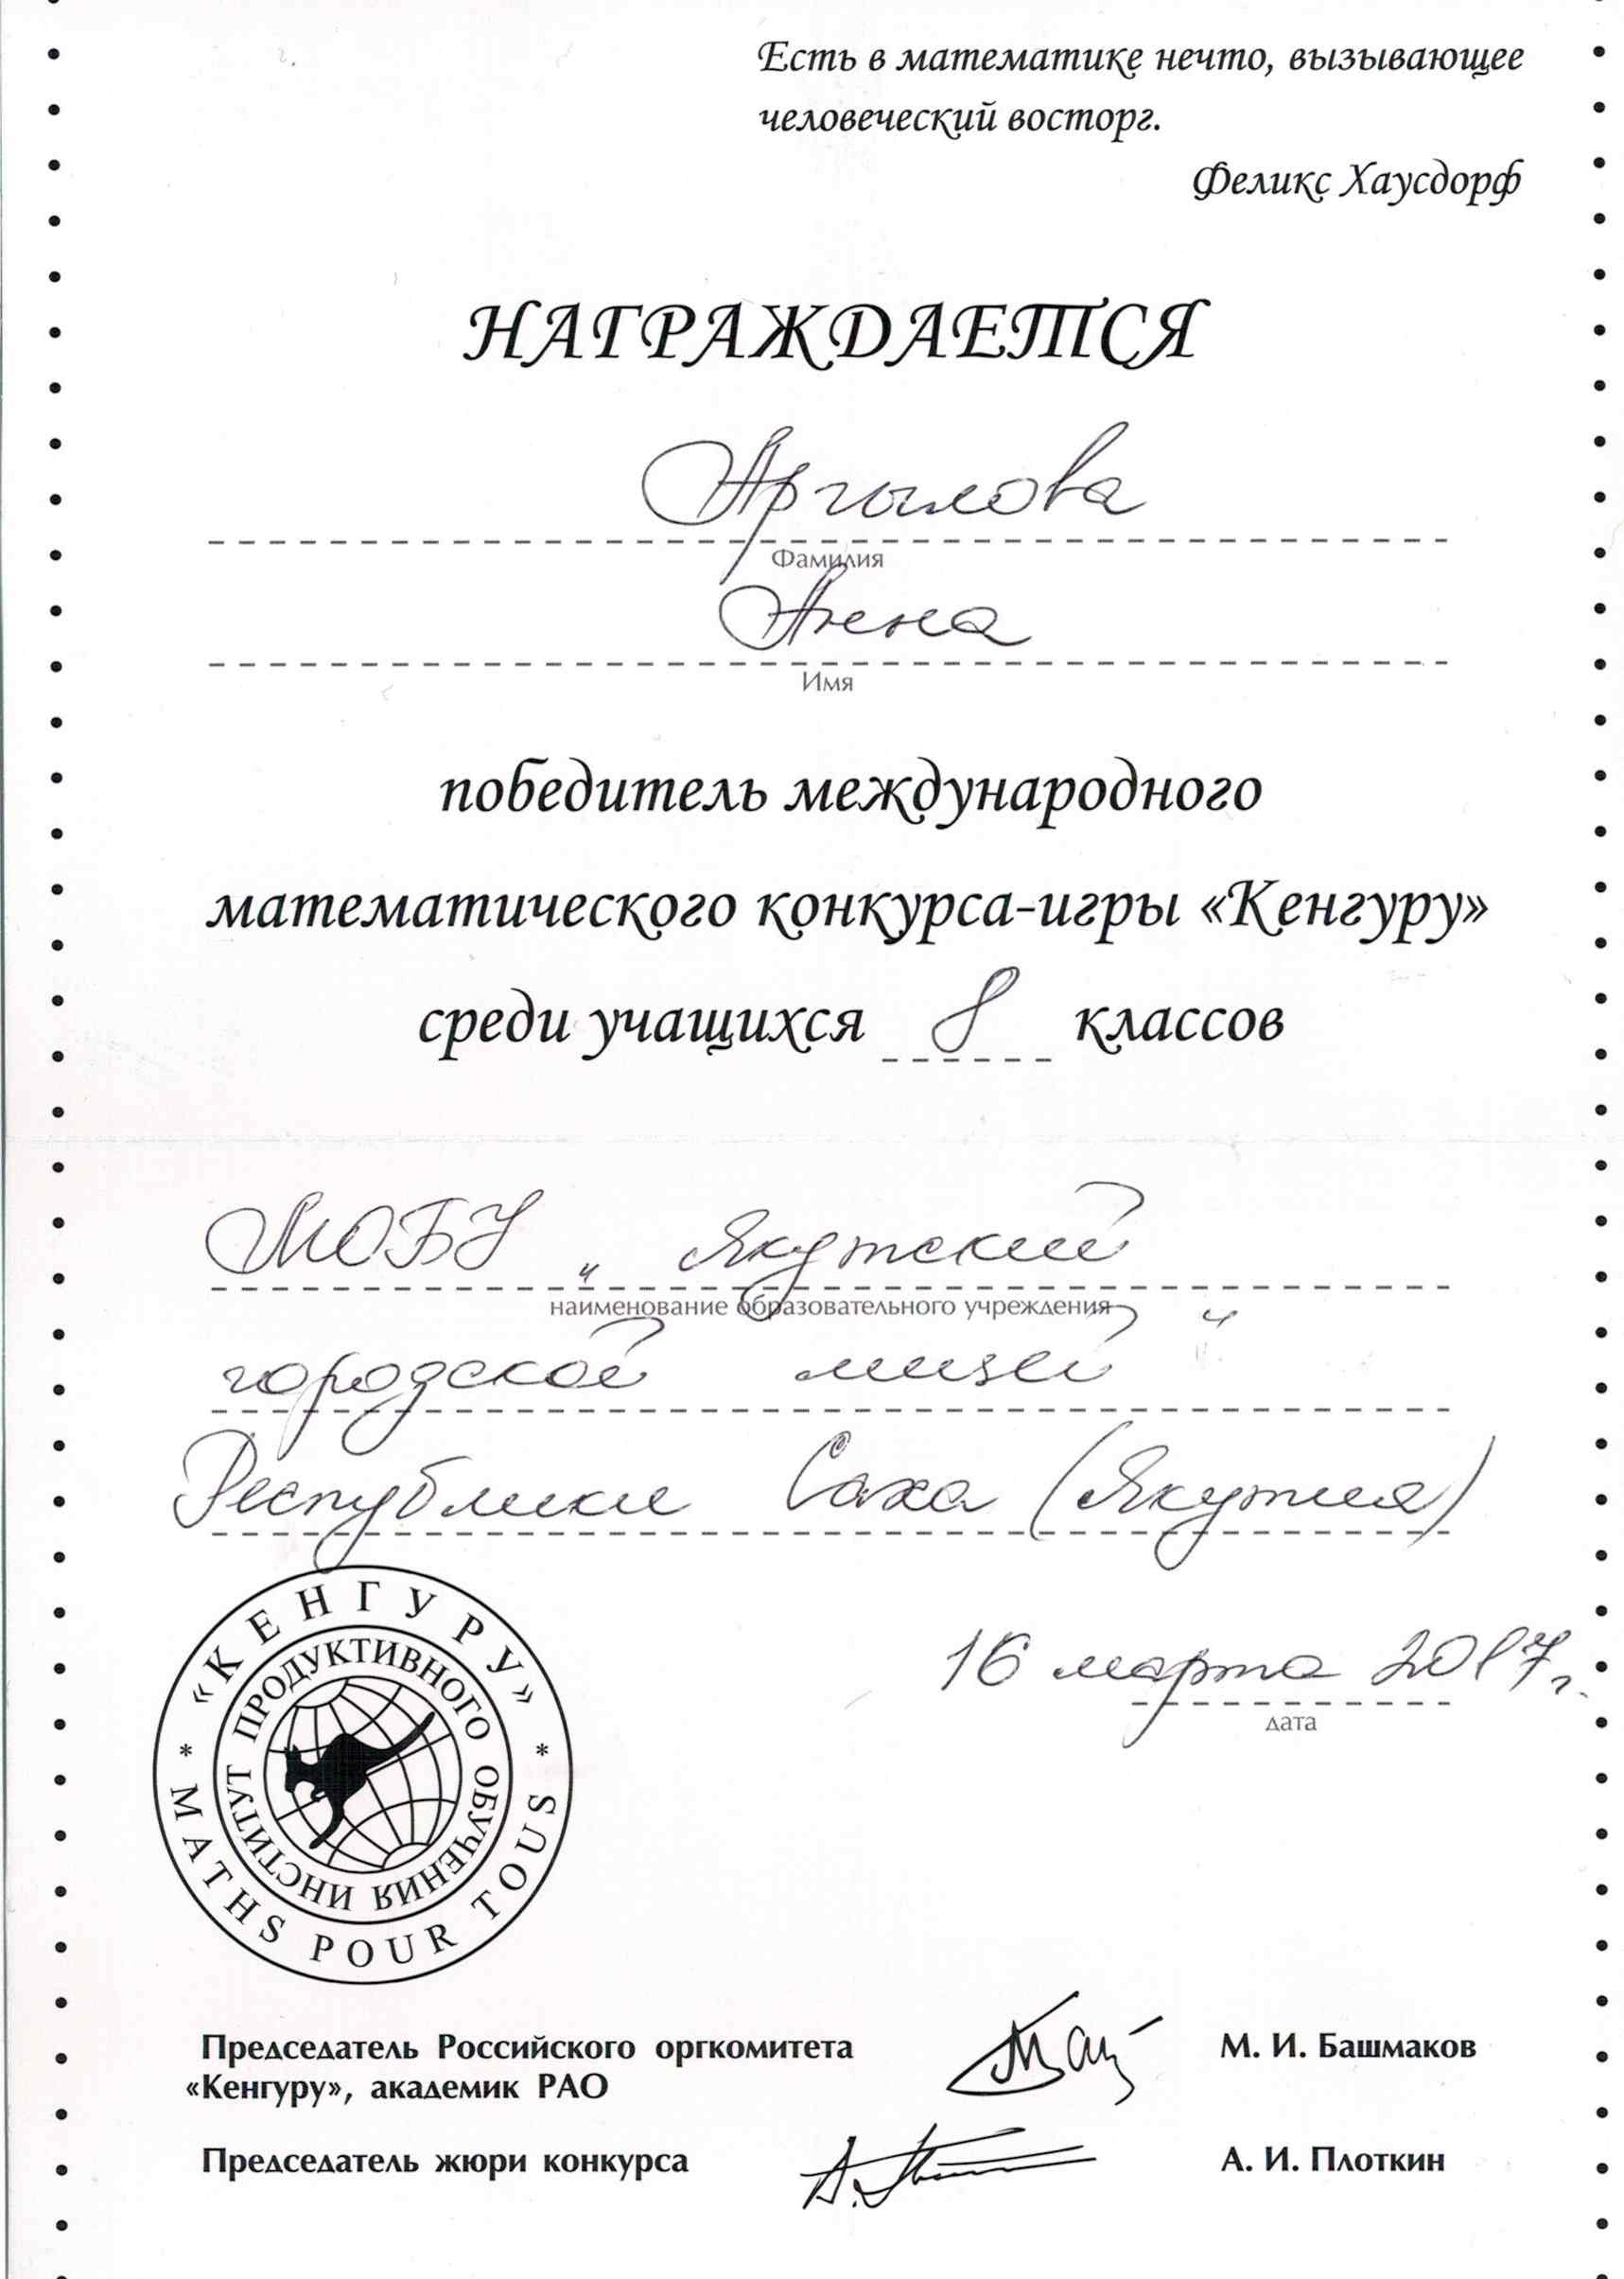 Есть в математике нечто, вызывающее
человеческий восторг.
Феликс Хаусдорф
НАГРАЖДАЕТСЯ
Аргылова
Фамилия
Алена
Имя
победитель международного
математического конкурса-игры «Кенгуру»
среди учащихся 8 классов
МОБУ "Якутский
наименование образовательного учреждения
городской лицей"
Республики Саха (Якутия)
«КЕНГУРУ»
ИНСТИТУТ ПРОДУКТИВНОГО ОБУЧЕНИЯ
* MATHS POUR TOUS *
16 марта 2017г.
дата
Председатель Российского оргкомитета
«Кенгуру», академик РАО
М. И. Башмаков
Председатель жюри конкурса
А. И. Плоткин